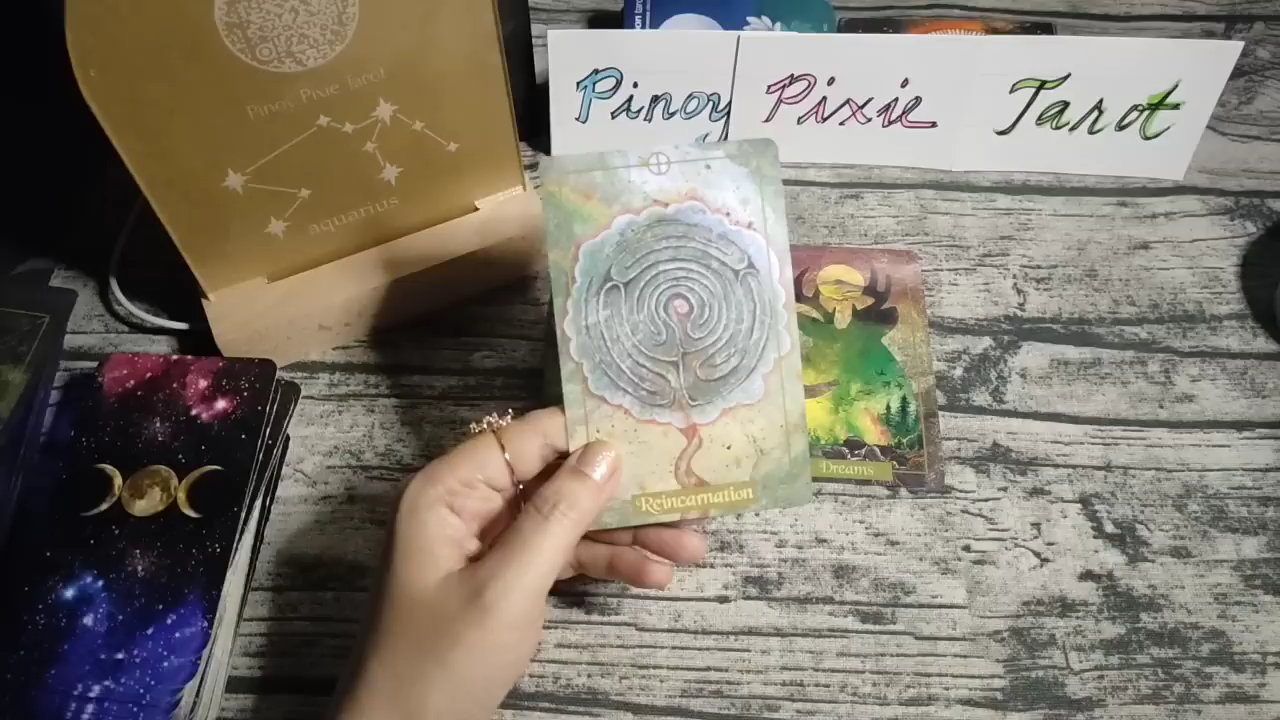 Pinoy Pixie Tarot
aquarius
Pinoy Pixie Tarot
Reincarnation
Dreams